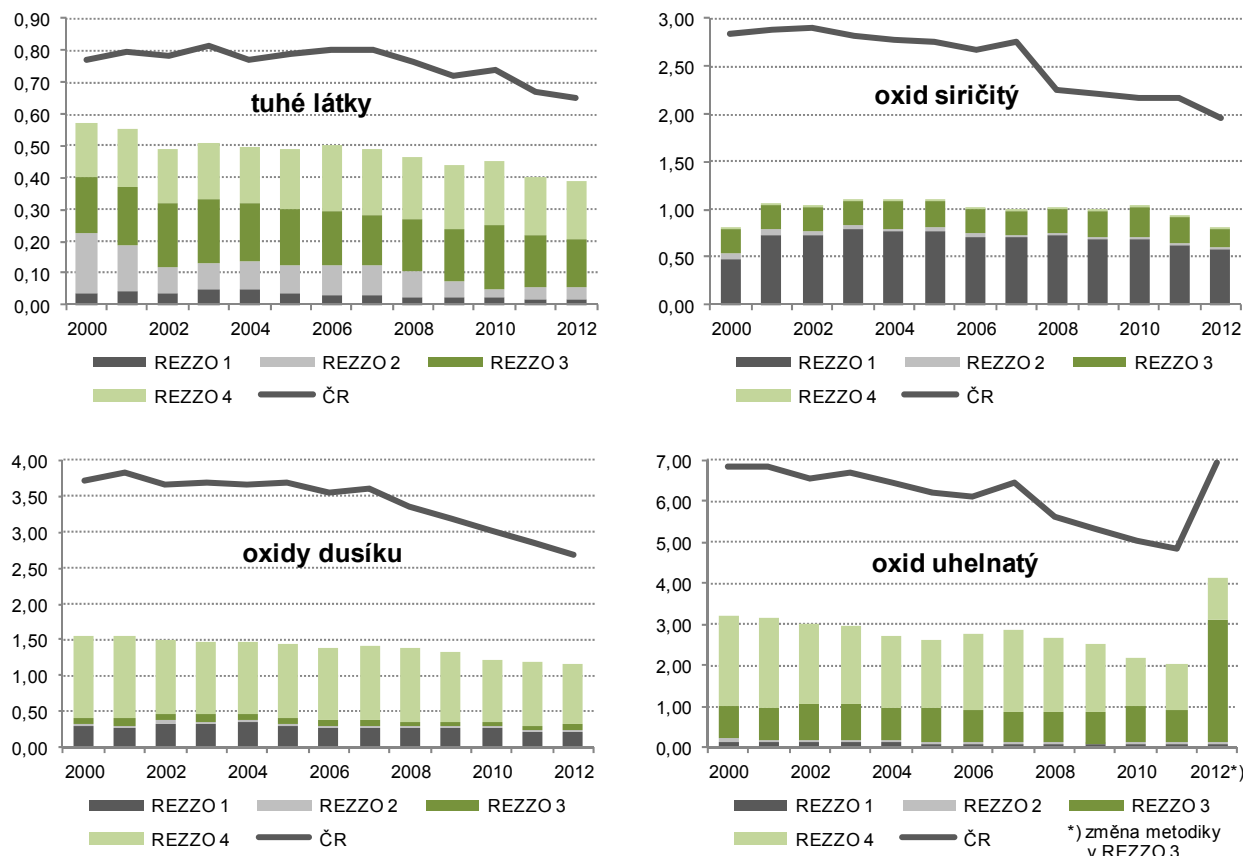 0,90
0,80
0,70
0,60
0,50
0,40
0,30
0,20
0,10
0,00
tuhé látky
2000 2002 2004 2006 2008 2010 2012
REZZO 1 REZZO 2 REZZO 3
REZZO 4 ČR
3,00
2,50
2,00
1,50
1,00
0,50
0,00
oxid siričitý
2000 2002 2004 2006 2008 2010 2012
REZZO 1 REZZO 2 REZZO 3
REZZO 4 ČR
4,00
3,50
3,00
2,50
2,00
1,50
1,00
0,50
0,00
oxidy dusíku
2000 2002 2004 2006 2008 2010 2012
REZZO 1 REZZO 2 REZZO 3
REZZO 4 ČR
7,00
6,00
5,00
4,00
3,00
2,00
1,00
0,00
oxid uhelnatý
2000 2002 2004 2006 2008 2010 2012*)
REZZO 1 REZZO 2 REZZO 3
REZZO 4 ČR
*) změna metodiky
v REZZO 3